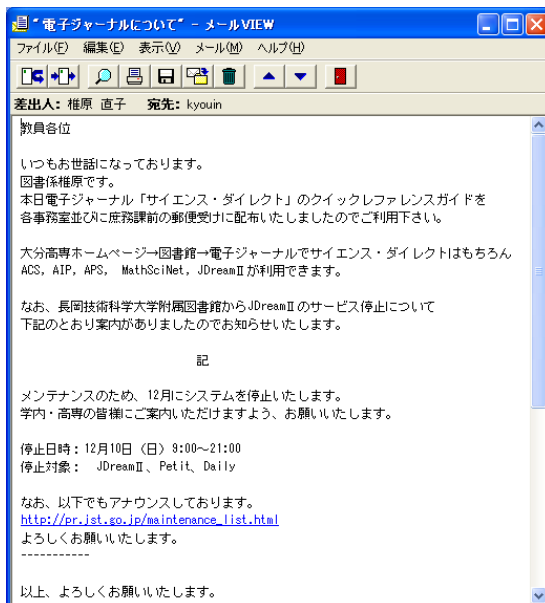 "電子ジャーナルについて" - メールVIEW
ファイル(F) 編集(E) 表示(V) メール(M) ヘルプ(H)
差出人: 椎原 直子 宛先: kyouin
教員各位
いつもお世話になっております。
図書係椎原です。
本日電子ジャーナル「サイエンス・ダイレクト」のクイックレファレンスガイドを
各事務室並びに庶務課前の郵便受けに配布いたしましたのでご利用下さい。
大分高専ホームページ→図書館→電子ジャーナルでサイエンス・ダイレクトはもちろん
ACS, AIP, APS, MathSciNet, JDreamⅡが利用できます。
なお、長岡技術科学大学附属図書館からJDreamⅡのサービス停止について
下記のとおり案内がありましたのでお知らせいたします。
記
メンテナンスのため、12月にシステムを停止いたします。
学内・高専の皆様にご案内いただけますよう、お願いいたします。
停止日時：12月10日（日）9:00～21:00
停止対象： JDreamⅡ、Petit、Daily
なお、以下でもアナウンスしております。
http://pr.jst.go.jp/maintenance_list.html
よろしくお願いいたします。
-----------
以上、よろしくお願いいたします。